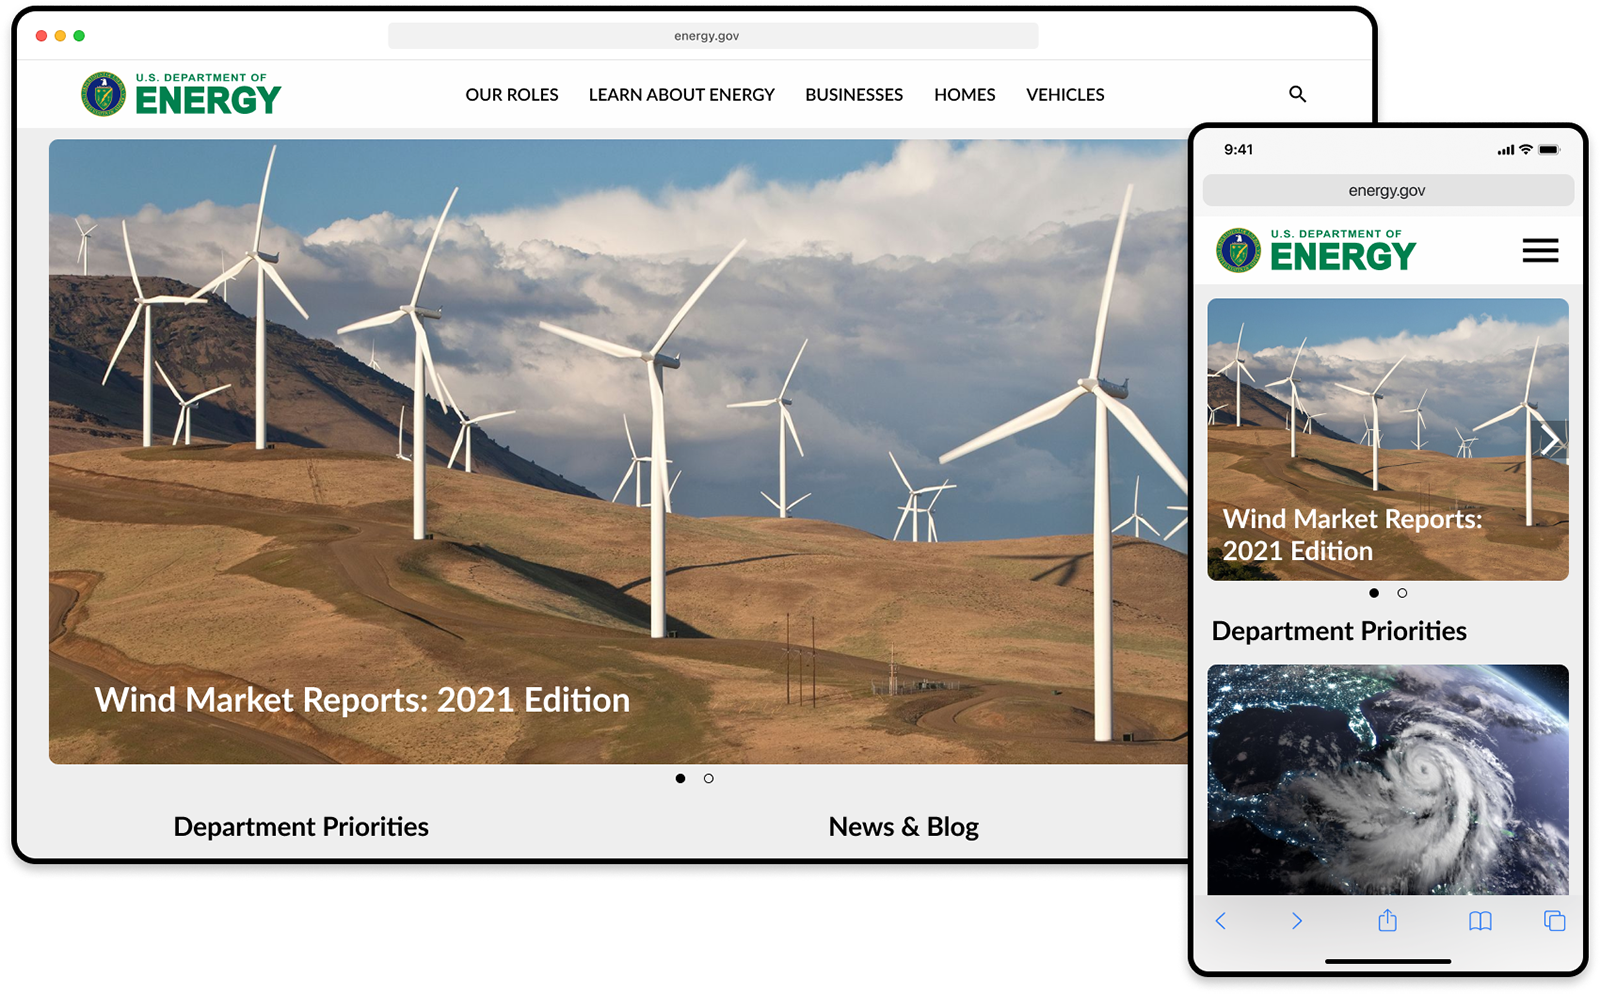 energy.gov
U.S. DEPARTMENT OF
ENERGY
OUR ROLES
LEARN ABOUT ENERGY
BUSINESSES
HOMES
VEHICLES
Wind Market Reports: 2021 Edition
Department Priorities
News & Blog
9:41
energy.gov
U.S. DEPARTMENT OF
ENERGY
Wind Market Reports:
2021 Edition
Department Priorities